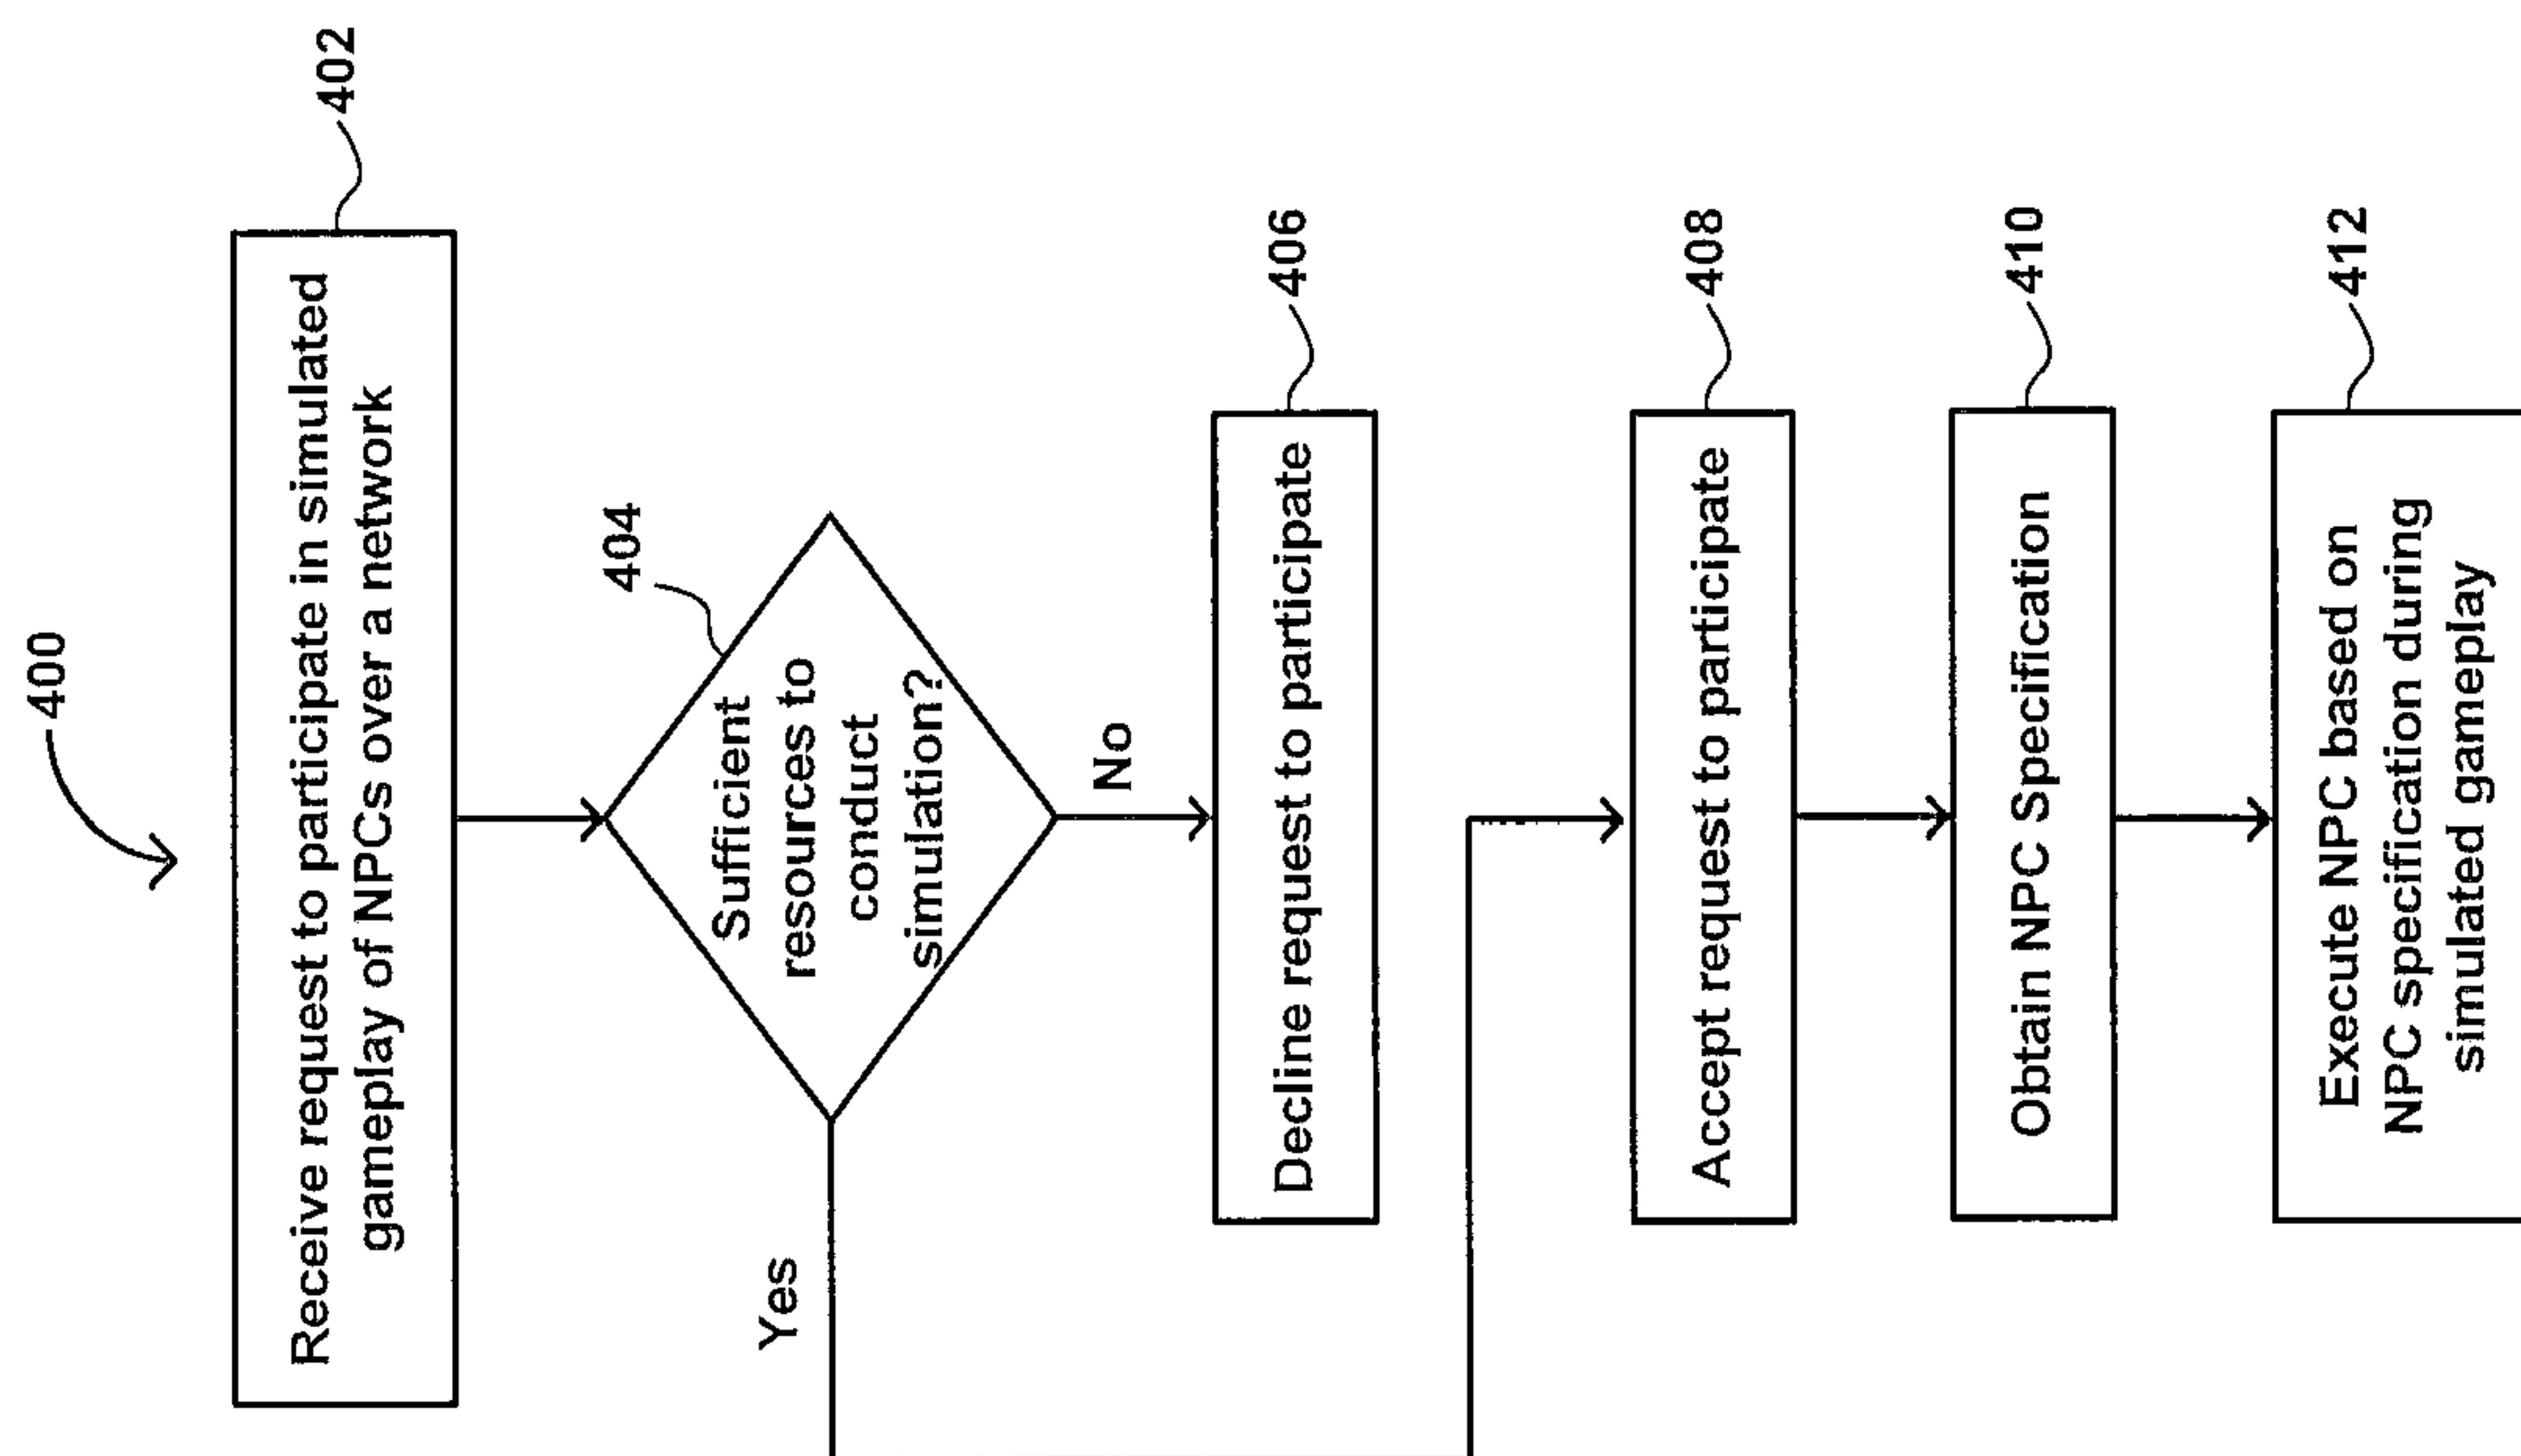 400
402
Receive request to participate in simulated
gameplay of NPCs over a network
404
Sufficient
resources to
conduct
simulation?
Yes
No
406
Decline request to participate
408
Accept request to participate
410
Obtain NPC Specification
412
Execute NPC based on
NPC specification during
simulated gameplay